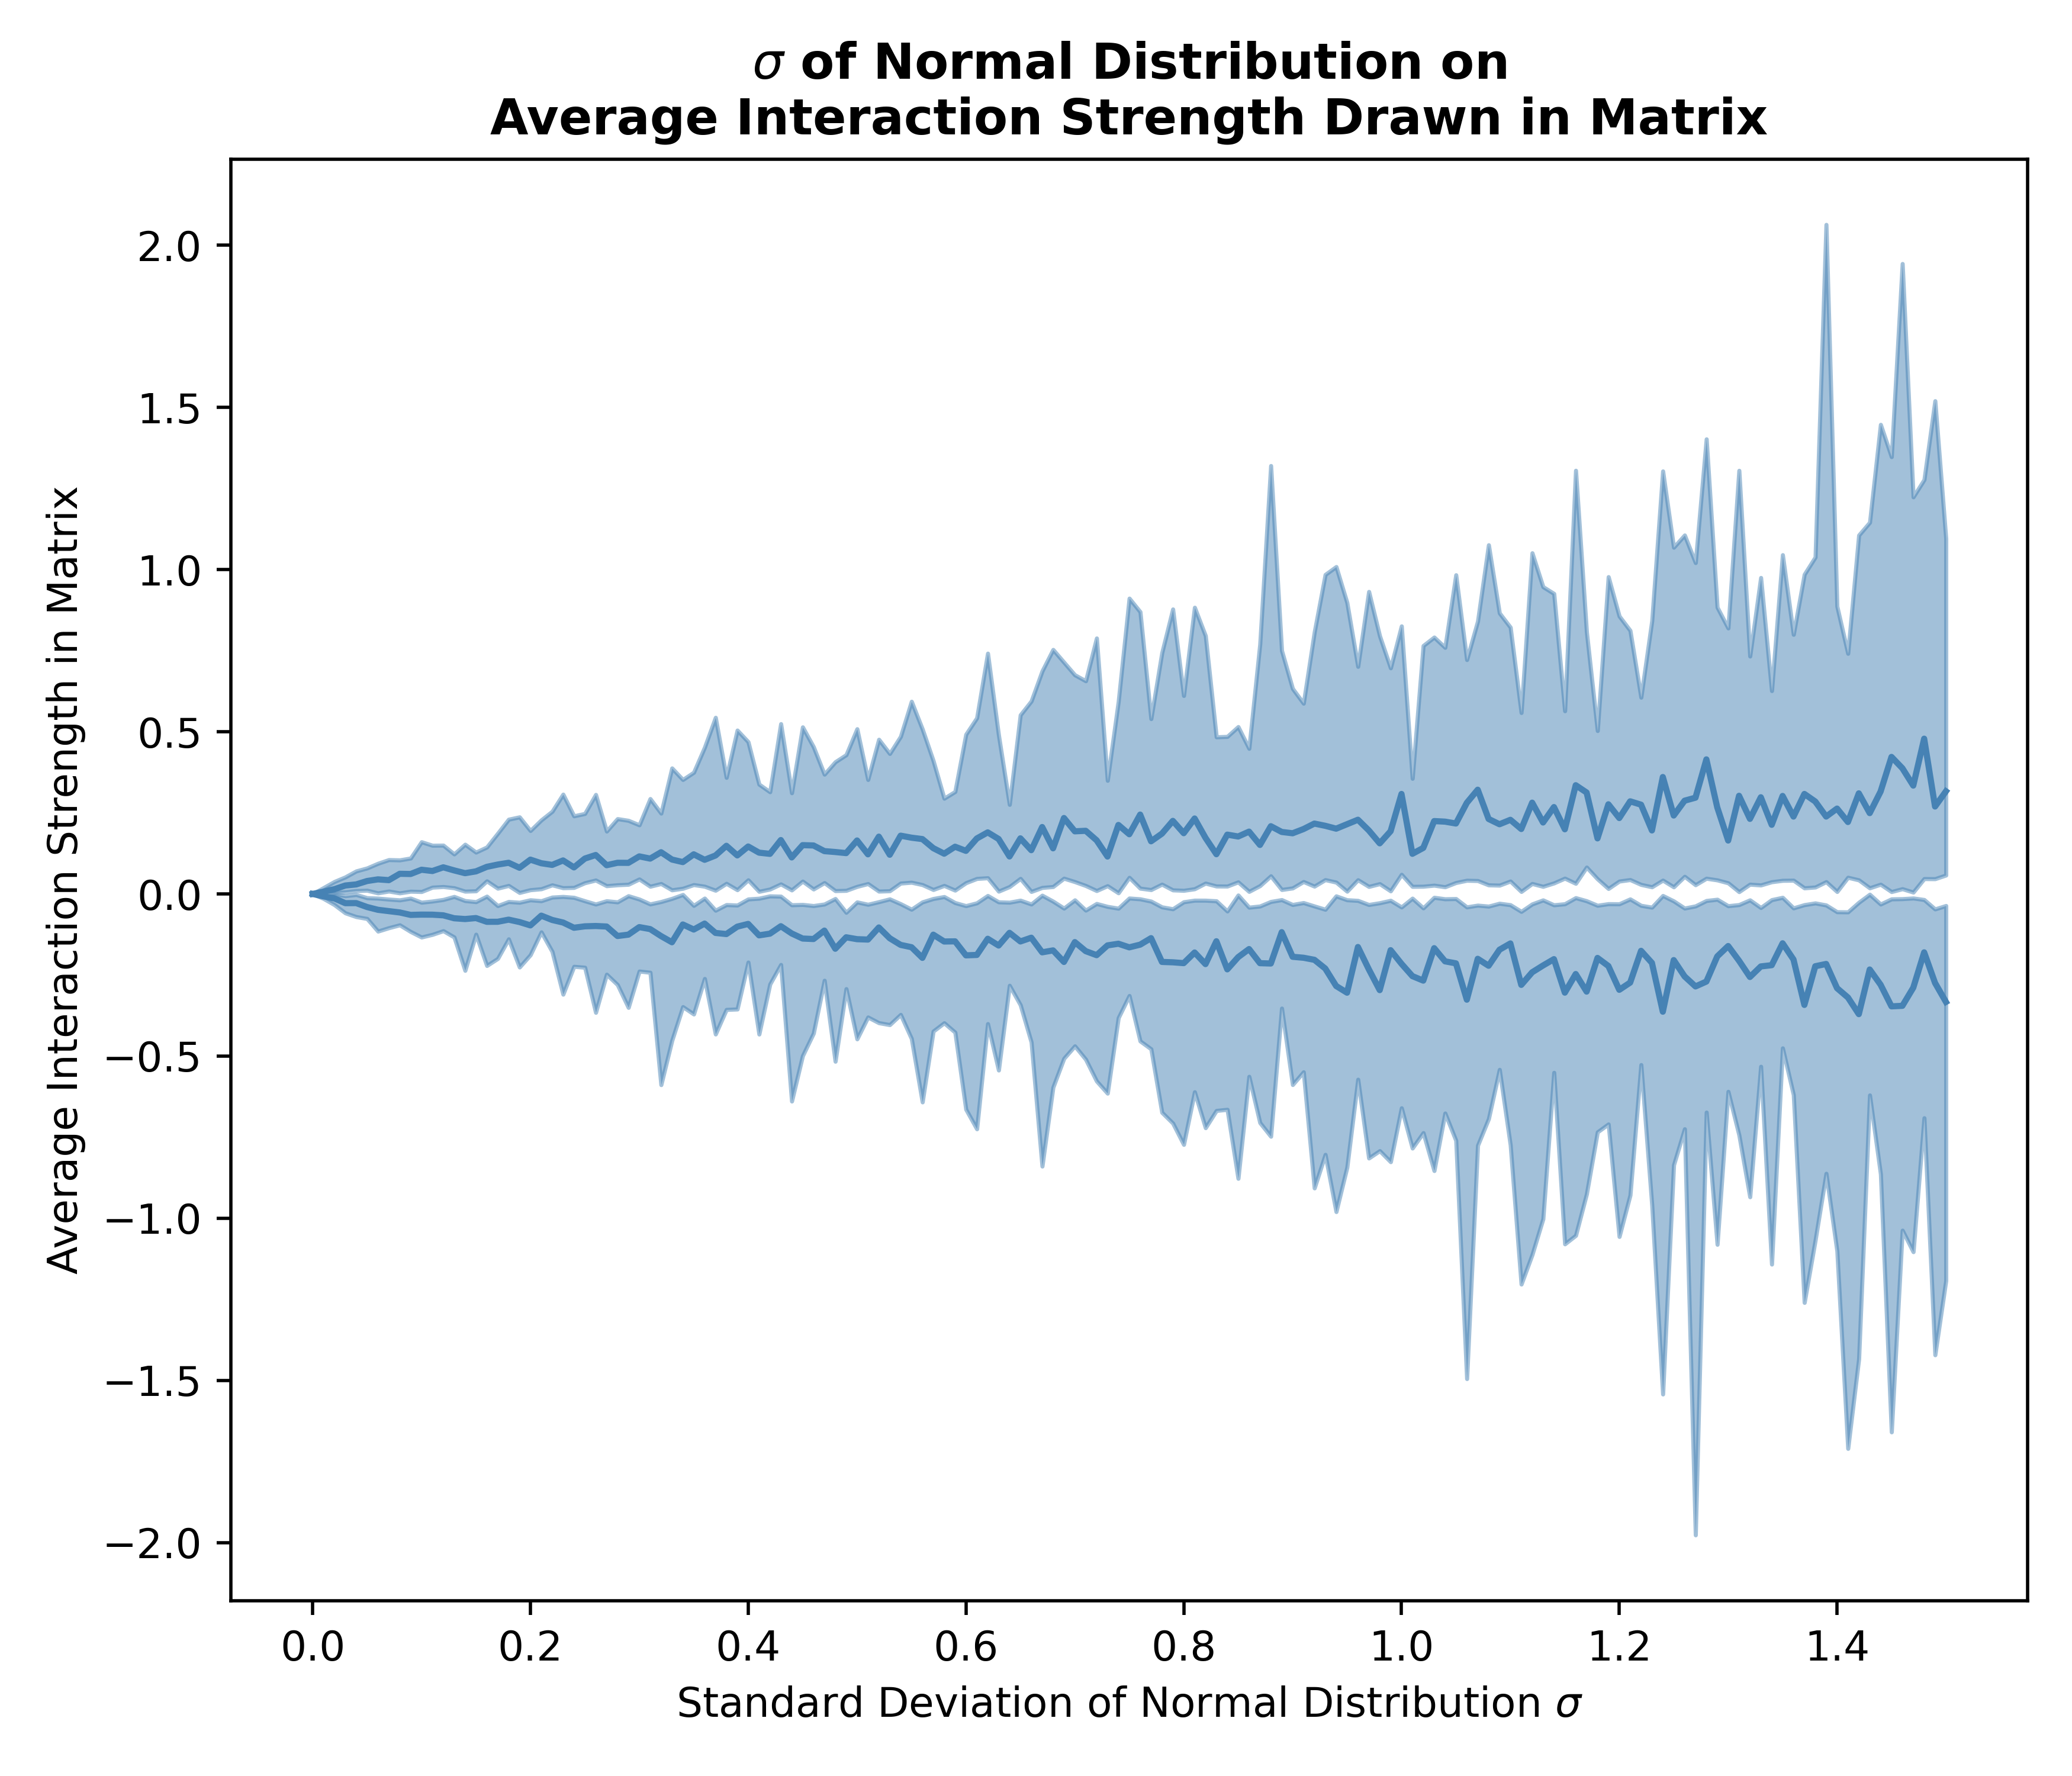 σ of Normal Distribution on
Average Interaction Strength Drawn in Matrix
Average Interaction Strength in Matrix
2.0
1.5
1.0
0.5
0.0
−0.5
−1.0
−1.5
−2.0
0.0 0.2 0.4 0.6 0.8 1.0 1.2 1.4
Standard Deviation of Normal Distribution σ